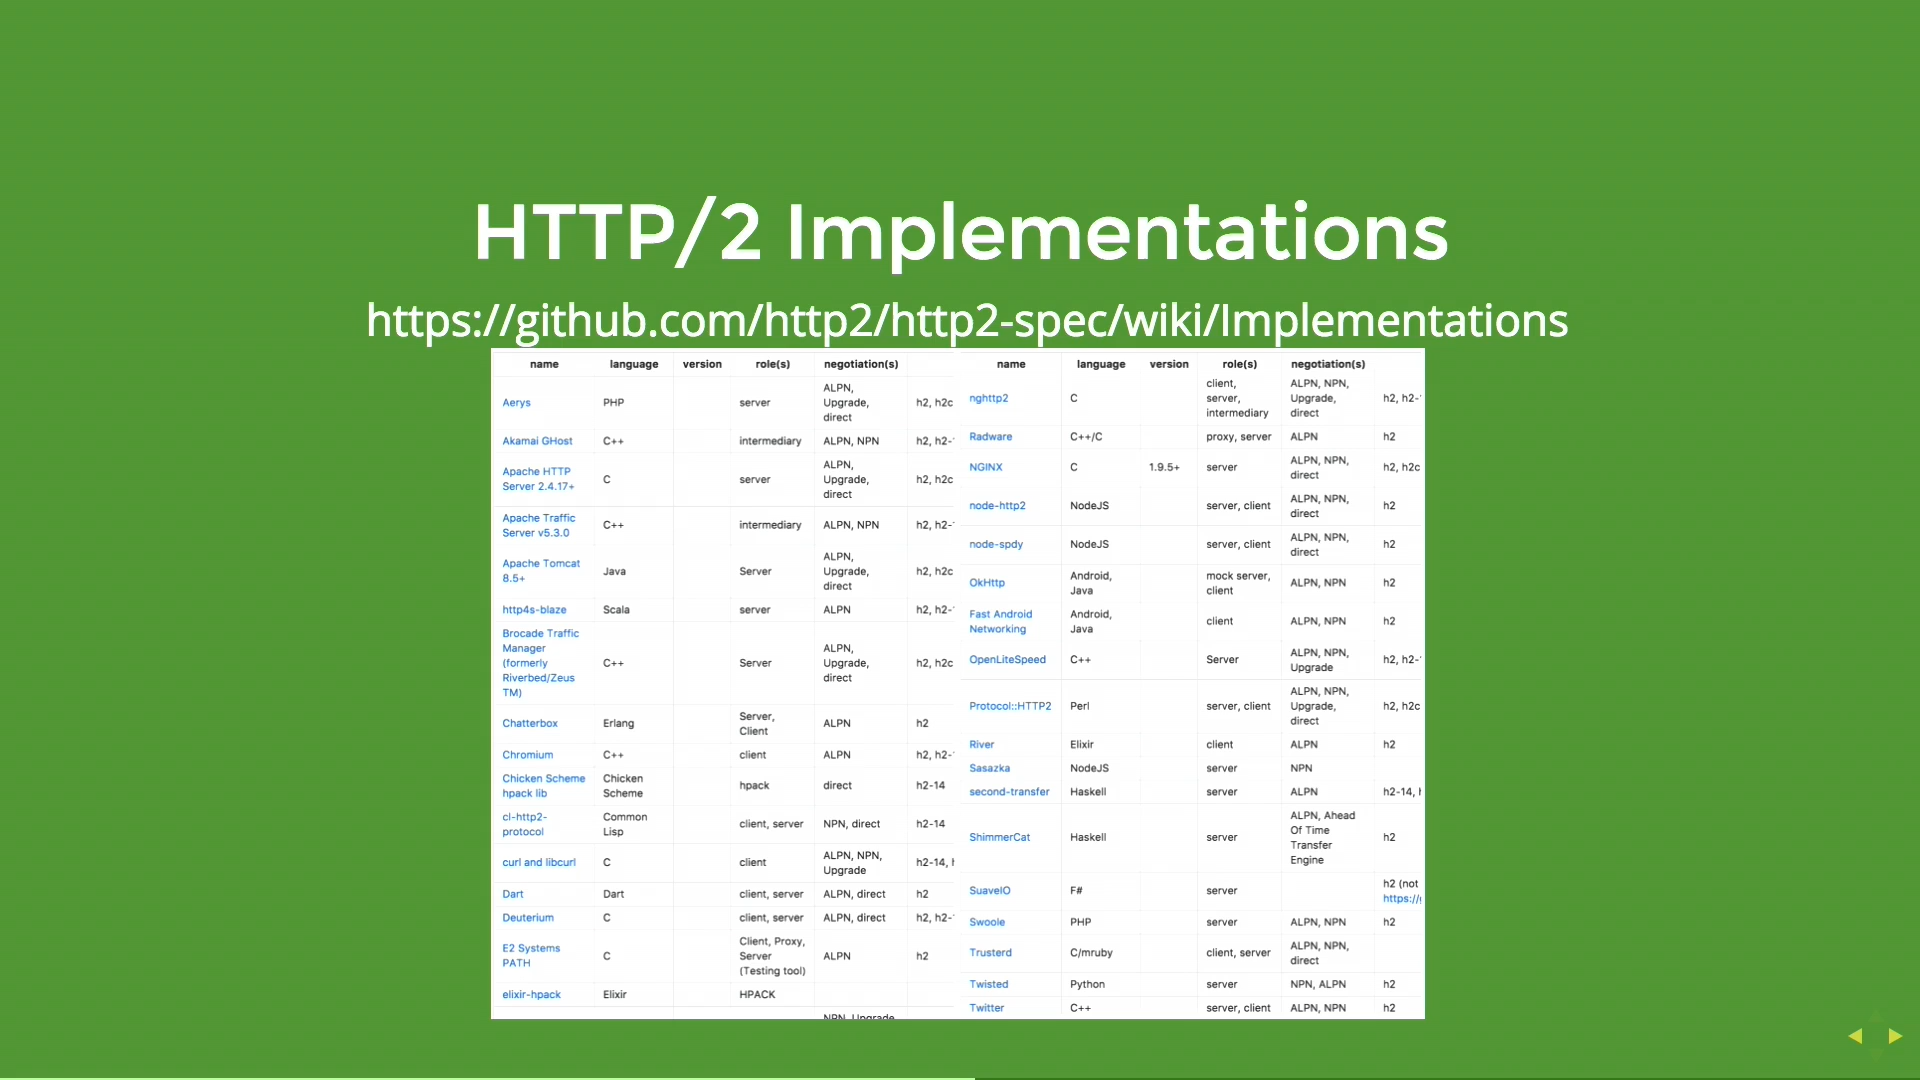 HTTP/2 Implementations
https://github.com/http2/http2-spec/wiki/Implementations
name language version role(s) negotiation(s)
Aerys PHP server ALPN, Upgrade, direct h2, h2c
Akamai GHost C++ intermediary ALPN, NPN h2, h2-
Apache HTTP Server 2.4.17+ C server ALPN, Upgrade, direct h2, h2c
Apache Traffic Server v5.3.0 C++ intermediary ALPN, NPN h2, h2-
Apache Tomcat 8.5+ Java Server ALPN, Upgrade, direct h2, h2c
http4s-blaze Scala server ALPN h2, h2-
Brocade Traffic Manager (formerly Riverbed/Zeus TM) C++ Server ALPN, Upgrade, direct h2, h2c
Chatterbox Erlang Server, Client ALPN h2
Chromium C++ client ALPN h2, h2-
Chicken Scheme hpack lib Chicken Scheme hpack direct h2-14
cl-http2-protocol Common Lisp client, server NPN, direct h2-14
curl and libcurl C client ALPN, NPN, Upgrade h2-14,
Dart Dart client, server ALPN, direct h2
Deuterium C client, server ALPN, direct h2, h2-
E2 Systems PATH C Client, Proxy, Server (Testing tool) ALPN h2
elixir-hpack Elixir HPACK
NPN, Upgrade
name language version role(s) negotiation(s)
nghttp2 C client, server, intermediary ALPN, NPN, Upgrade, direct h2, h2-
Radware C++/C proxy, server ALPN h2
NGINX C 1.9.5+ server ALPN, NPN, direct h2, h2c
node-http2 NodeJS server, client ALPN, NPN, direct h2
node-spdy NodeJS server, client ALPN, NPN, direct h2
OkHttp Android, Java mock server, client ALPN, NPN h2
Fast Android Networking Android, Java client ALPN, NPN h2
OpenLiteSpeed C++ Server ALPN, NPN, Upgrade h2, h2-
Protocol::HTTP2 Perl server, client ALPN, NPN, Upgrade, direct h2, h2c
River Elixir client ALPN h2
Sasazka NodeJS server NPN
second-transfer Haskell server ALPN h2-14,
ShimmerCat Haskell server ALPN, Ahead Of Time Transfer Engine h2
SuaveIO F# server h2 (not https://
Swoole PHP server ALPN, NPN h2
Trusterd C/mruby client, server ALPN, NPN, direct
Twisted Python server NPN, ALPN h2
Twitter C++ server, client ALPN, NPN h2